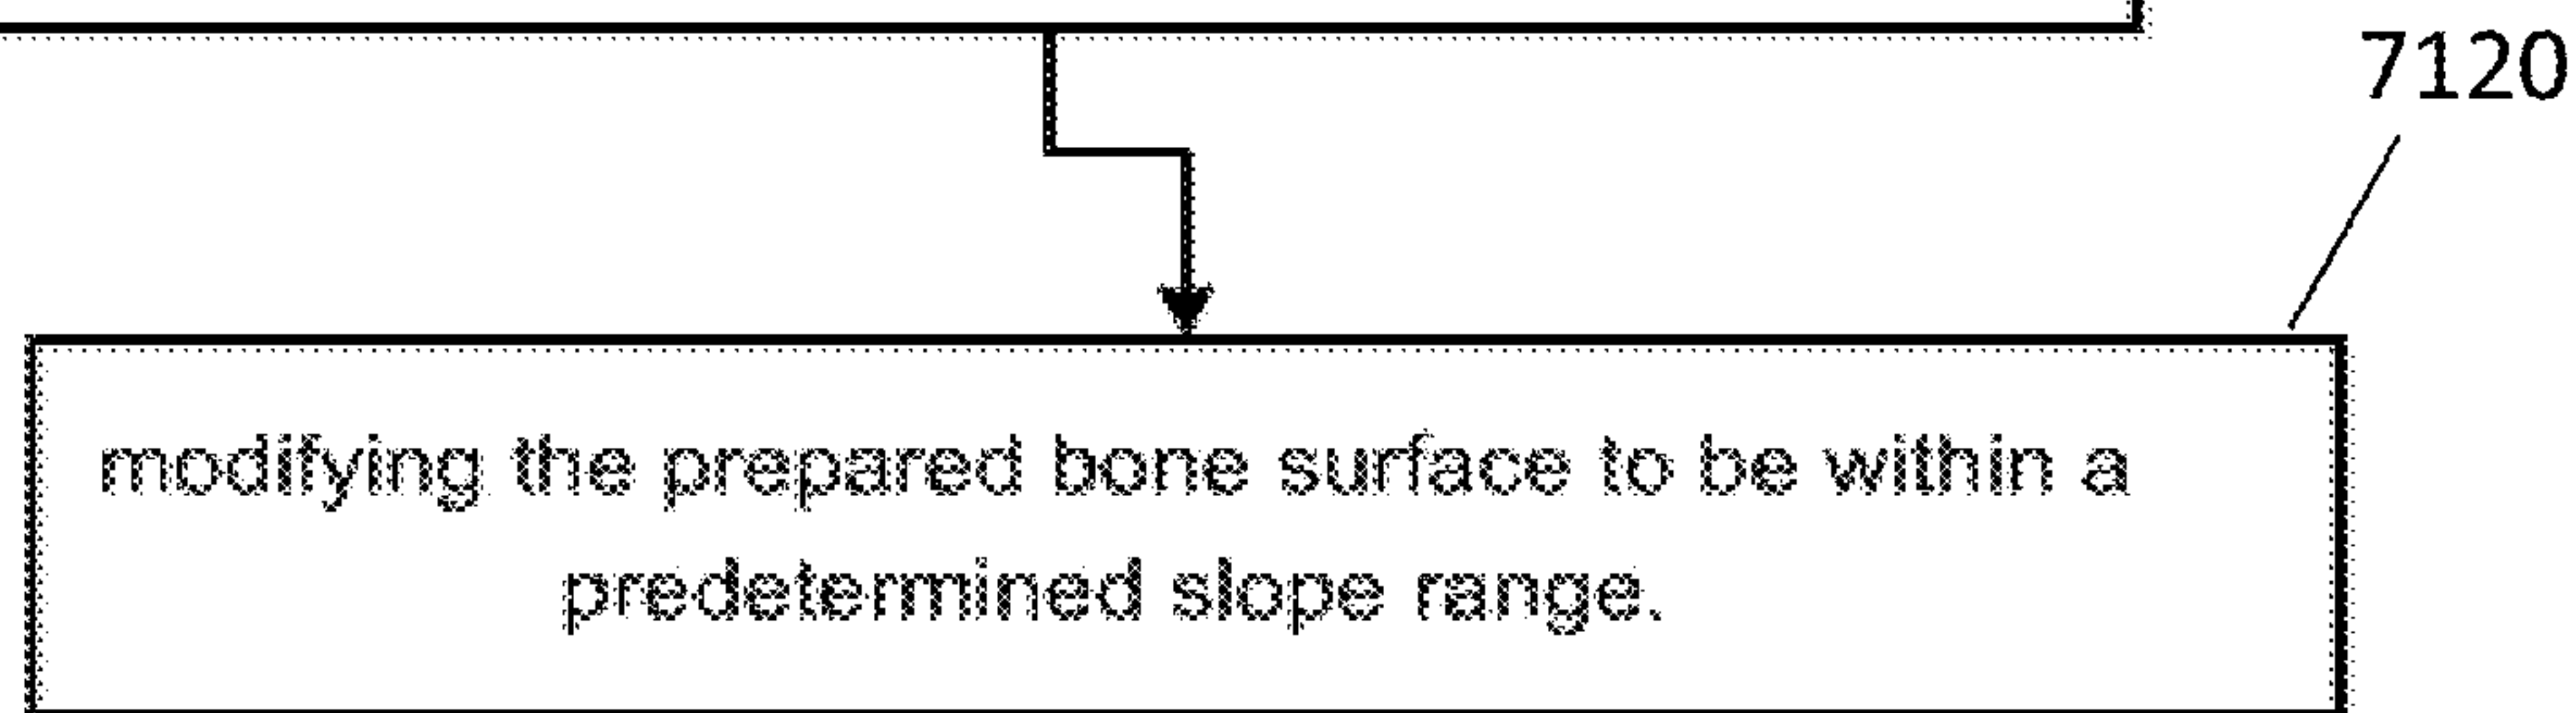 7120
modifying the prepared bone surface to be within a
predetermined slope range.